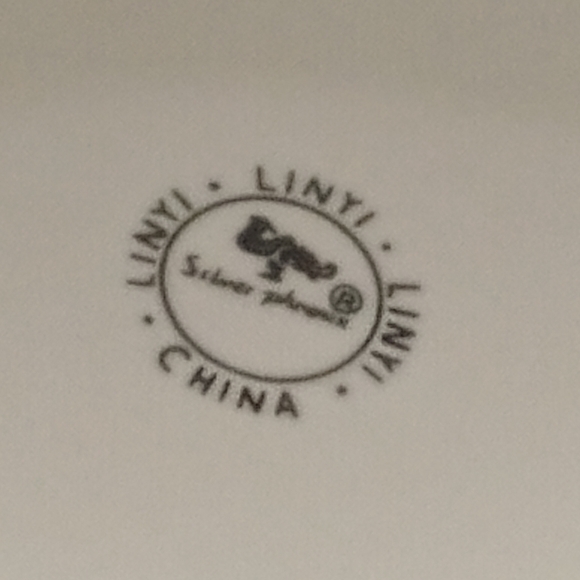 LINYI · LINYI · LINYI · CHINA ·
Silver phoenix ®